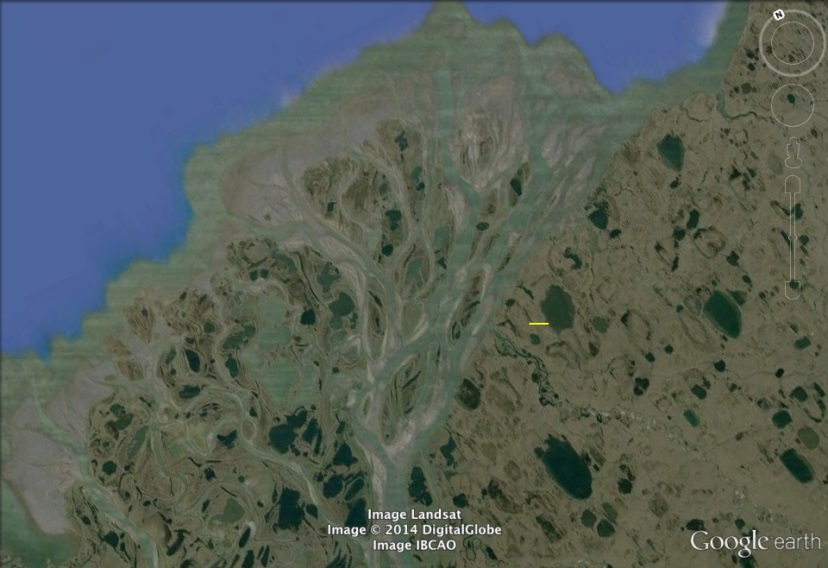 N
Image Landsat
Image © 2014 DigitalGlobe
Image IBCAO
Google earth